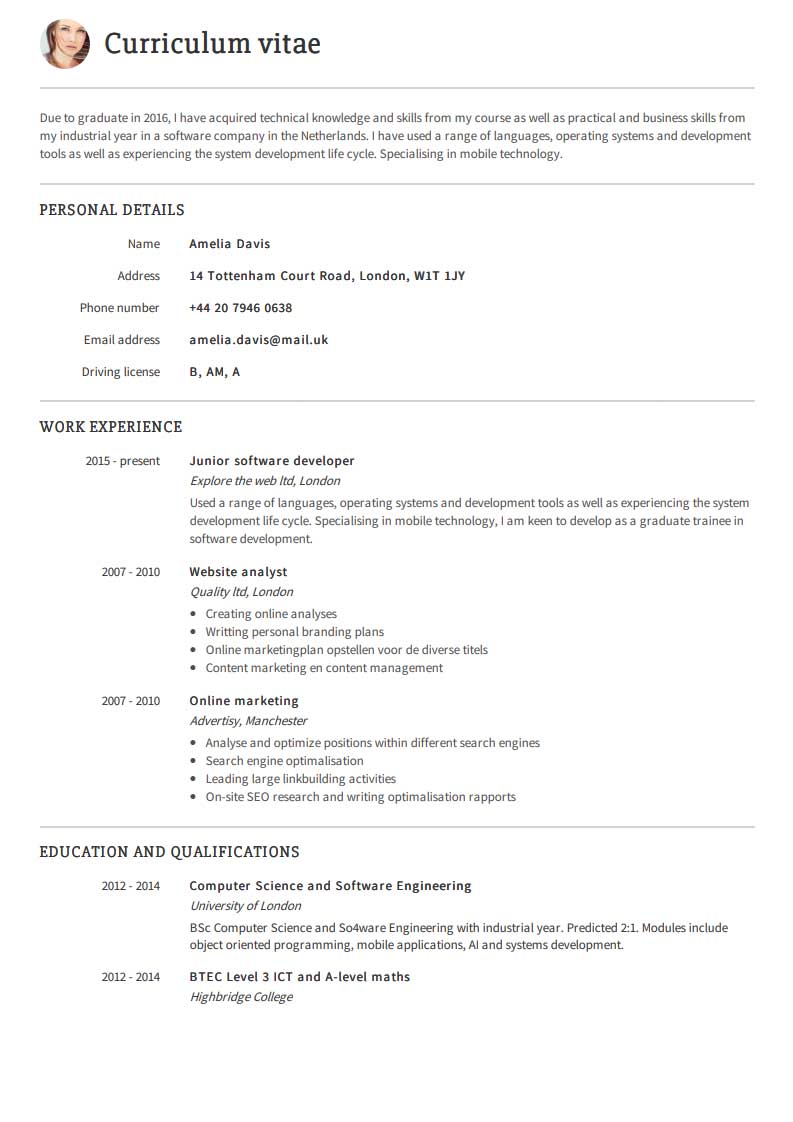 Curriculum vitae
Due to graduate in 2016, I have acquired technical knowledge and skills from my course as well as practical and business skills from
my industrial year in a software company in the Netherlands. I have used a range of languages, operating systems and development
tools as well as experiencing the system development life cycle. Specialising in mobile technology.
PERSONAL DETAILS
Name Amelia Davis
Address 14 Tottenham Court Road, London, W1T 1JY
Phone number +44 20 7946 0638
Email address amelia.davis@mail.uk
Driving license B, AM, A
WORK EXPERIENCE
2015 - present Junior software developer
Explore the web ltd, London
Used a range of languages, operating systems and development tools as well as experiencing the system
development life cycle. Specialising in mobile technology, I am keen to develop as a graduate trainee in
software development.
2007 - 2010 Website analyst
Quality ltd, London
• Creating online analyses
• Writting personal branding plans
• Online marketingplan opstellen voor de diverse titels
• Content marketing en content management
2007 - 2010 Online marketing
Advertisy, Manchester
• Analyse and optimize positions within different search engines
• Search engine optimalisation
• Leading large linkbuilding activities
• On-site SEO research and writing optimalisation rapports
EDUCATION AND QUALIFICATIONS
2012 - 2014 Computer Science and Software Engineering
University of London
BSc Computer Science and So4ware Engineering with industrial year. Predicted 2:1. Modules include
object oriented programming, mobile applications, AI and systems development.
2012 - 2014 BTEC Level 3 ICT and A-level maths
Highbridge College